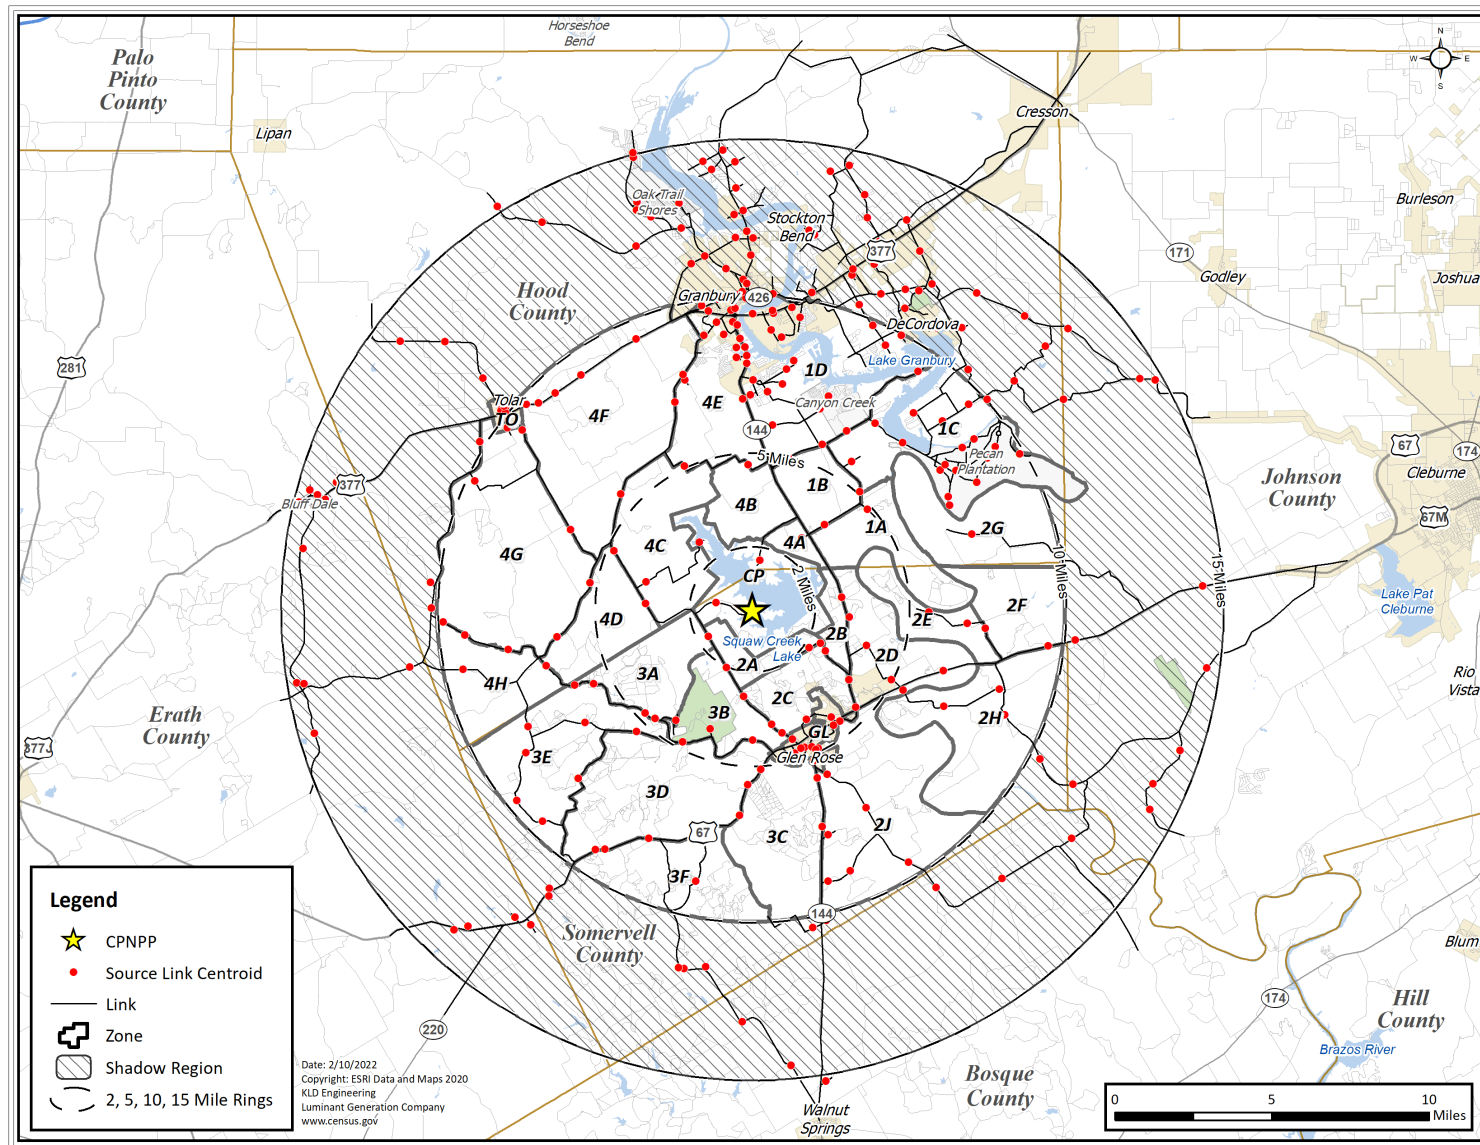 Horseshoe
Bend
Palo
Pinto
County
N
W
E
S
Cresson
Lipan
Oak Trail
Shores
Burleson
Stockton
Bend
377
171
Godley
Joshua
Hood
County
Granbury
426
DeCordova
Lake Granbury
281
1D
Tolar
TO
4F
4E
Canyon Creek
144
1C
5 Miles
Pecan
Plantation
67
174
Cleburne
Johnson
County
377
Bluff Dale
1B
4B
67M
1A
2G
4A
4C
4G
10 Miles
15 Miles
CP
2 Miles
Lake Pat
Cleburne
2F
4D
2E
2B
Squaw Creek
Lake
2A
2D
3A
4H
2C
Rio
Vista
Erath
County
3B
2H
GL
377J
3E
Glen Rose
3D
67
3C
2J
3F
144
Somervell
County
Blum
Legend
CPNPP
Source Link Centroid
Link
Zone
Shadow Region
2, 5, 10, 15 Mile Rings
220
174
Hill
County
Brazos River
Date: 2/10/2022
Copyright: ESRI Data and Maps 2020
KLD Engineering
Luminant Generation Company
www.census.gov
Bosque
County
Walnut
Springs
0
5
10
Miles